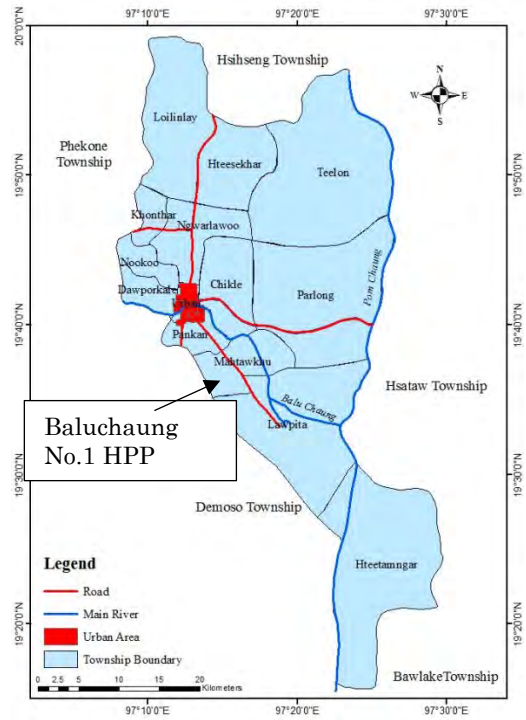 97°10'0"E
97°20'0"E
97°30'0"E
20°0'0"N
Hsihseng Township
N
W
E
S
Loilinlay
Phekone
Township
Hteesekhar
Teelon
19°50'0"N
19°50'0"N
Khonthar
Ngwarlawoo
Nookoo
Dawporkale
Chikle
Parlong
Pon Chaung
Urban
19°40'0"N
19°40'0"N
Pankan
Mahtawkhu
Hsataw Township
Balu Chaung
Baluchaung
No.1 HPP
Lawpita
19°30'0"N
19°30'0"N
Demoso Township
Hteetamngar
Legend
Road
Main River
Urban Area
Township Boundary
19°20'0"N
19°20'0"N
BawlakeTownship
0 2.5 5 10 15 20
Kilometers
97°10'0"E
97°20'0"E
97°30'0"E